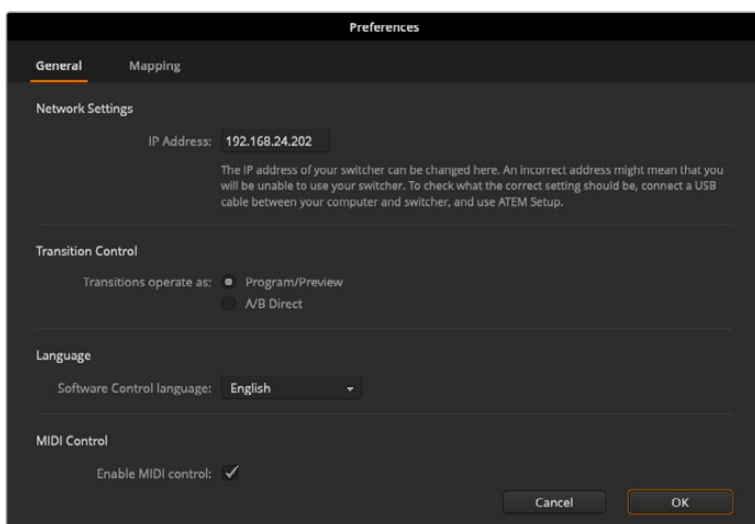 Preferences
General Mapping
Network Settings
IP Address: 192.168.24.202
The IP address of your switcher can be changed here. An incorrect address might mean that you
will be unable to use your switcher. To check what the correct setting should be, connect a USB
cable between your computer and switcher, and use ATEM Setup.
Transition Control
Transitions operate as: Program/Preview
A/B Direct
Language
Software Control language: English
MIDI Control
Enable MIDI control:
Cancel OK